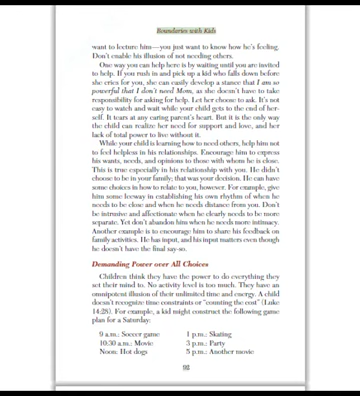 Boundaries with Kids
want to lecture him—you just want to know how he's feeling.
Don't enable his illusion of not needing others.
One way you can help here is by waiting until you are invited
to help. If you rush in and pick up a kid who falls down before
she cries for you, she can easily develop a stance that I am so
powerful that I don't need Mom, as she doesn't have to take
responsibility for asking for help. Let her choose to ask. It's not
easy to watch and wait while your child gets to the end of her-
self. It tears at any caring parent's heart. But it is the only way
the child can realize her need for support and love, and her
lack of total power to live without it.
While your child is learning how to need others, help him not
to feel helpless in his relationships. Encourage him to express
his wants, needs, and opinions to those with whom he is close.
This is true especially in his relationship with you. He didn't
choose to be in your family; that was your decision. He can have
some choices in how to relate to you, however. For example, give
him some leeway in establishing his own rhythm of when he
needs to be close and when he needs distance from you. Don't
be intrusive and affectionate when he clearly needs to be more
separate. Yet don't abandon him when he needs more intimacy.
Another example is to encourage him to share his feedback on
family activities. He has input, and his input matters even though
he doesn't have the final say-so.
Demanding Power over All Choices
Children think they have the power to do everything they
set their mind to. No activity level is too much. They have an
omnipotent illusion of their unlimited time and energy. A child
doesn't recognize time constraints or "counting the cost" (Luke
14:28). For example, a kid might construct the following game
plan for a Saturday:
9 a.m.: Soccer game 1 p.m.: Skating
10:30 a.m.: Movie 3 p.m.: Party
Noon: Hot dogs 5 p.m.: Another movie
98